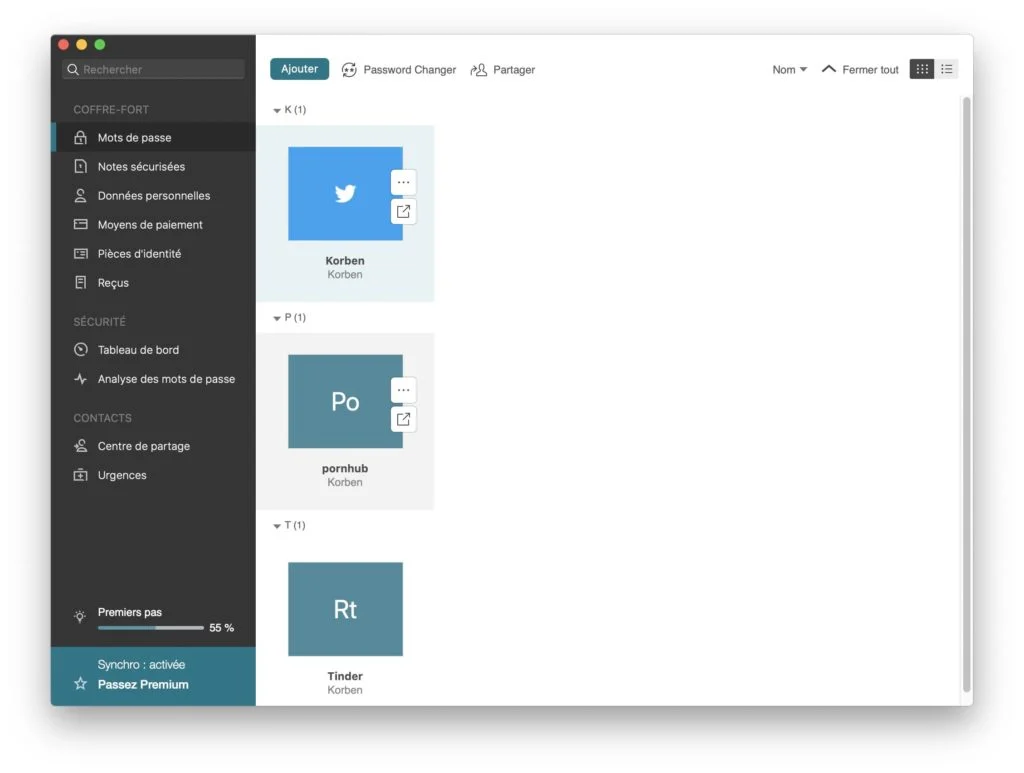 Rechercher
COFFRE-FORT
Mots de passe
Notes sécurisées
Données personnelles
Moyens de paiement
Pièces d'identité
Reçus
SÉCURITÉ
Tableau de bord
Analyse des mots de passe
CONTACTS
Centre de partage
Urgences
Premiers pas
55 %
Synchro : activée
Passez Premium
Ajouter
Password Changer
Partager
Nom
Fermer tout
K (1)
Korben
Korben
P (1)
Po
pornhub
Korben
T (1)
Rt
Tinder
Korben